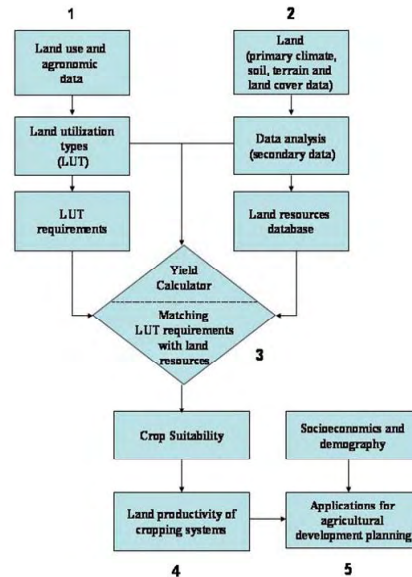 1
2
Land use and
agronomic
data
Land
(primary climate,
soil, terrain and
land cover data)
Land utilization
types
(LUT)
Data analysis
(secondary data)
LUT
requirements
Land resources
database
Yield
Calculator
Matching
LUT requirements
with land
resources
3
Crop Suitability
Socioeconomics and
demography
Land productivity of
cropping systems
Applications for
agricultural
development planning
4
5